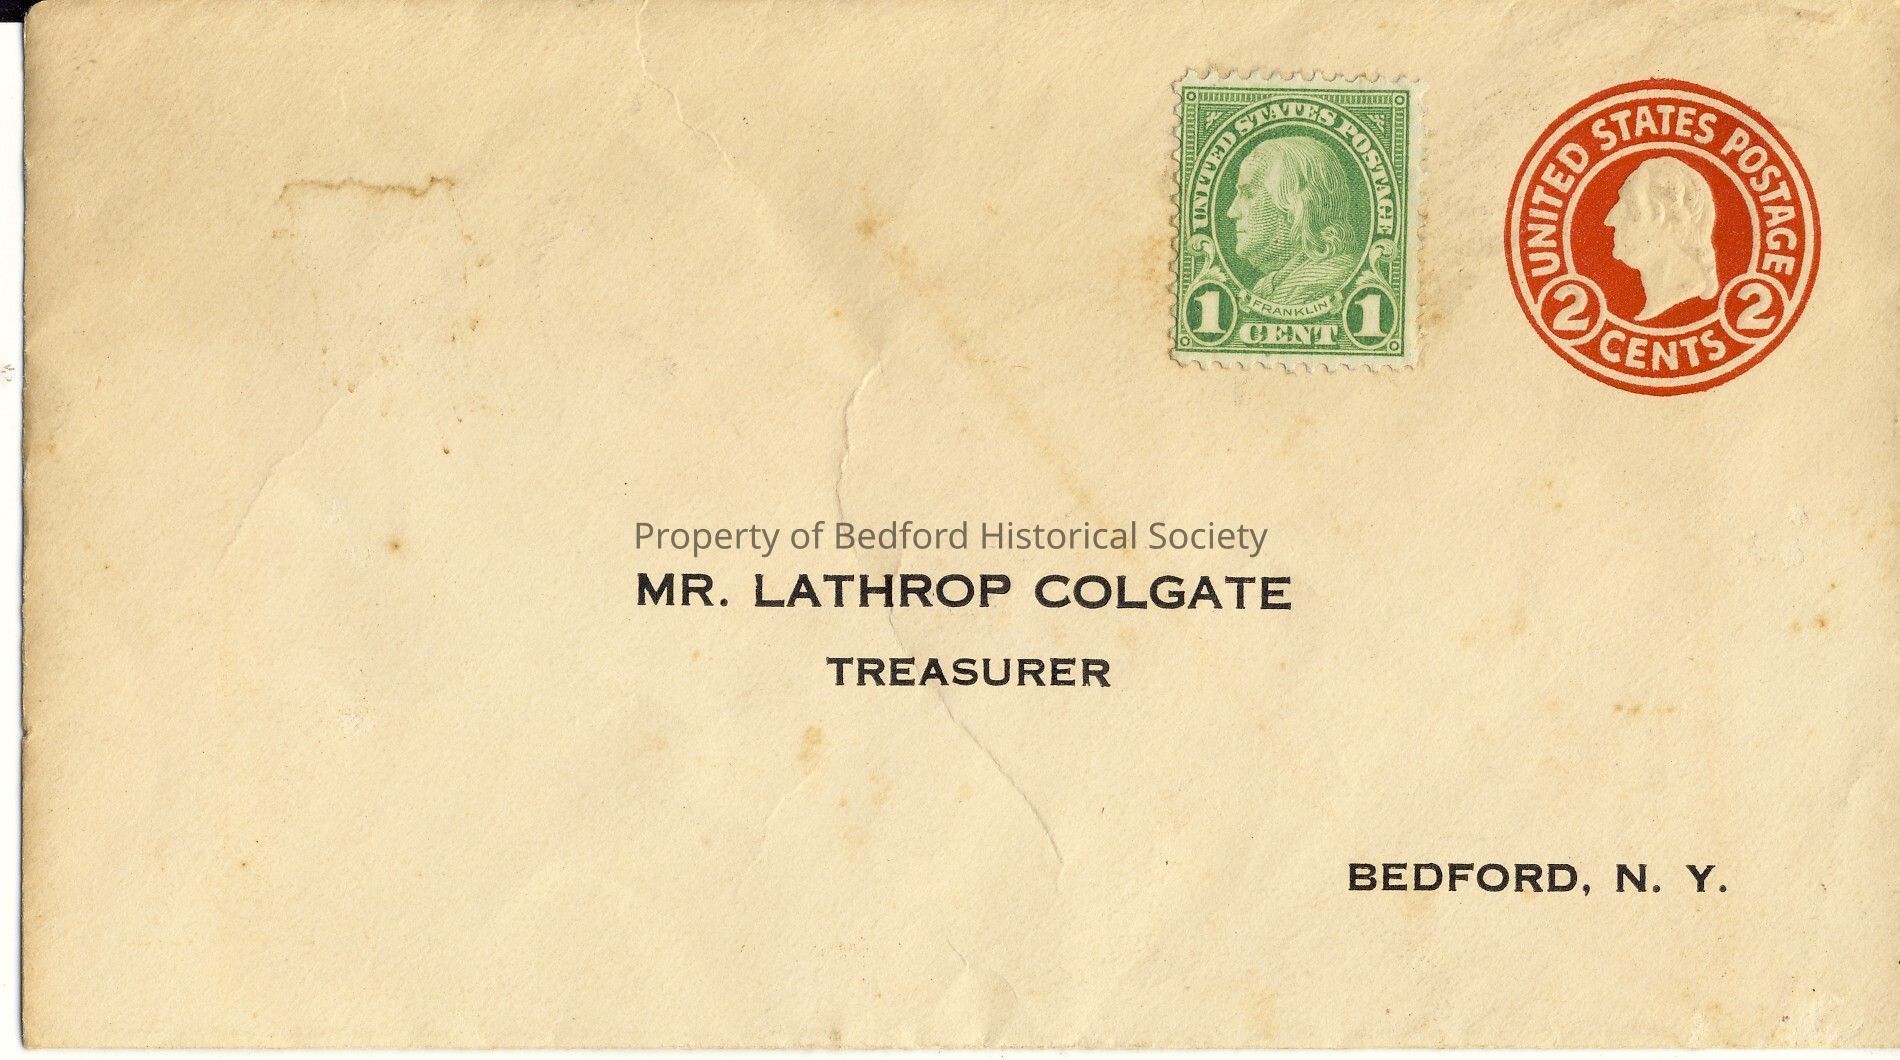 UNITED STATES POSTAGE
FRANKLIN
1 CENT 1
UNITED STATES POSTAGE
2 CENTS 2
Property of Bedford Historical Society
MR. LATHROP COLGATE
TREASURER
BEDFORD, N. Y.